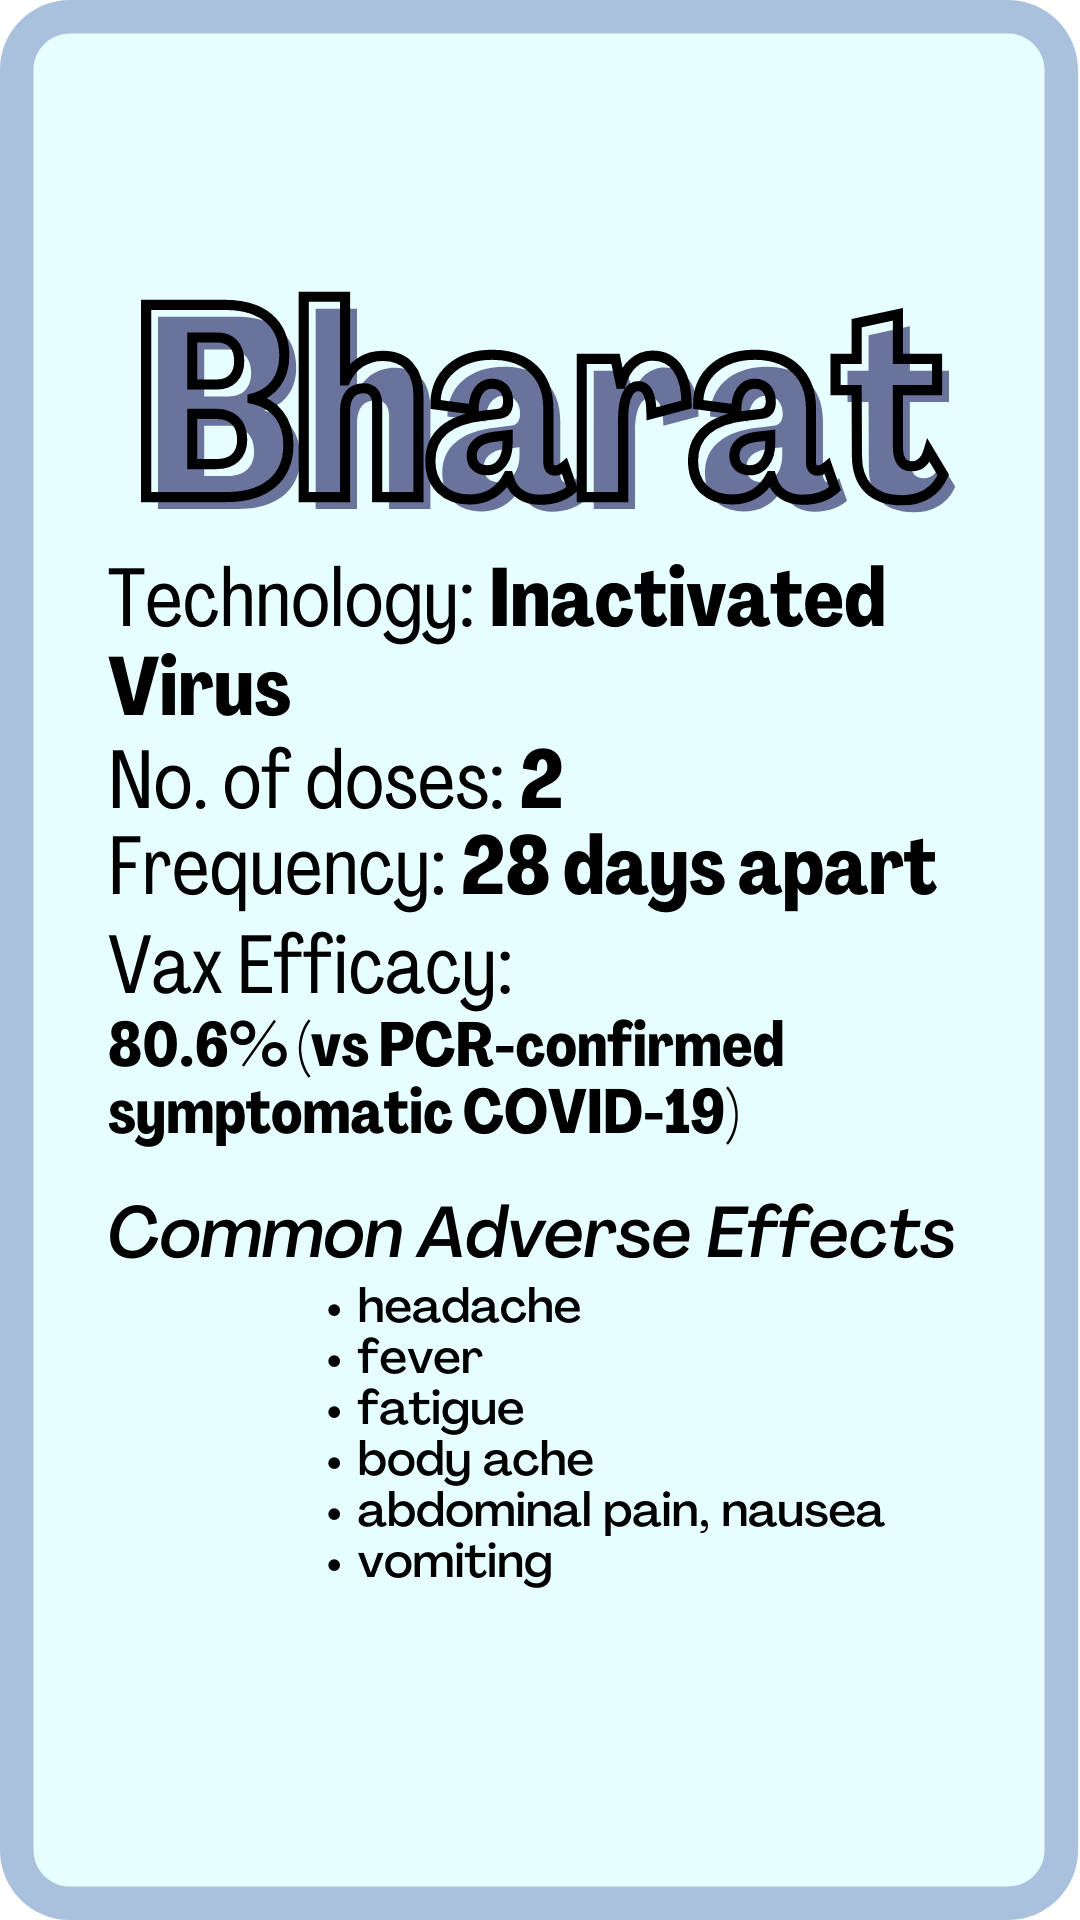 Bharat
Technology: Inactivated
Virus
No. of doses: 2
Frequency: 28 days apart
Vax Efficacy:
80.6% (vs PCR-confirmed
symptomatic COVID-19)
Common Adverse Effects
• headache
• fever
• fatigue
• body ache
• abdominal pain, nausea
• vomiting